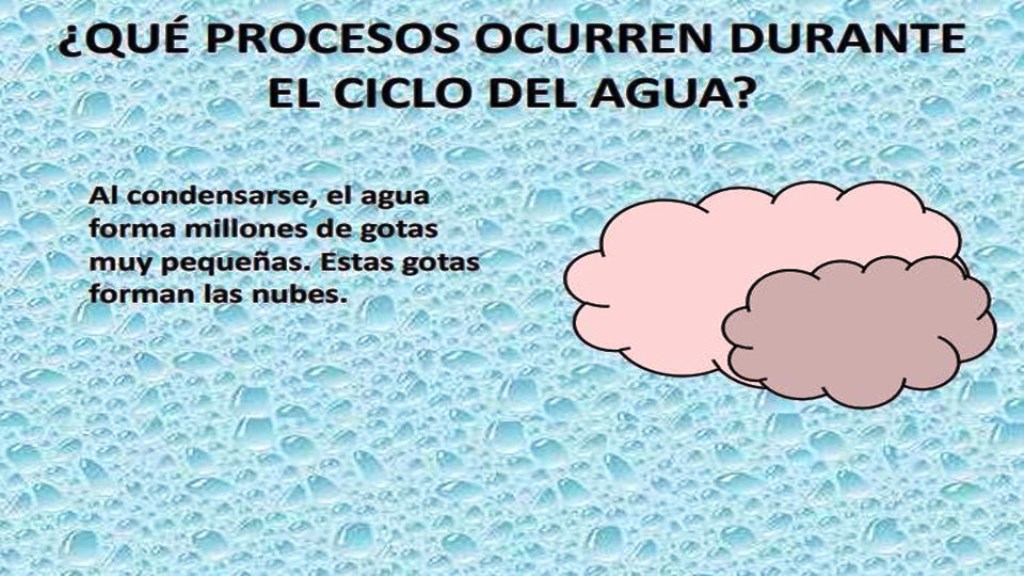 ¿QUÉ PROCESOS OCURREN DURANTE
EL CICLO DEL AGUA?
Al condensarse, el agua
forma millones de gotas
muy pequeñas. Estas gotas
forman las nubes.